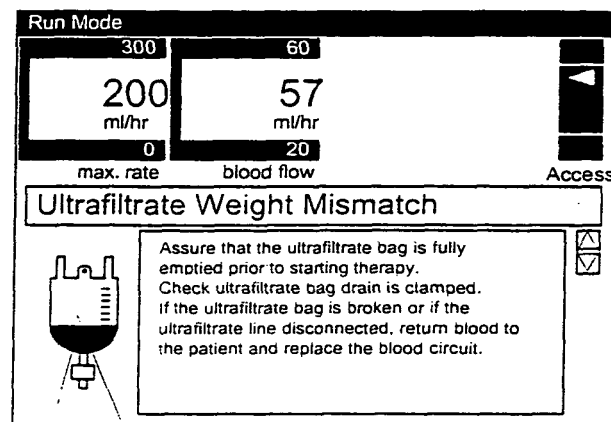 Run Mode
300 60
200 57
ml/hr ml/hr
0 20
max. rate blood flow Access
Ultrafiltrate Weight Mismatch
Assure that the ultrafiltrate bag is fully
emptied prior to starting therapy.
Check ultrafiltrate bag drain is clamped.
If the ultrafiltrate bag is broken or if the
ultrafiltrate line disconnected, return blood to
the patient and replace the blood circuit.